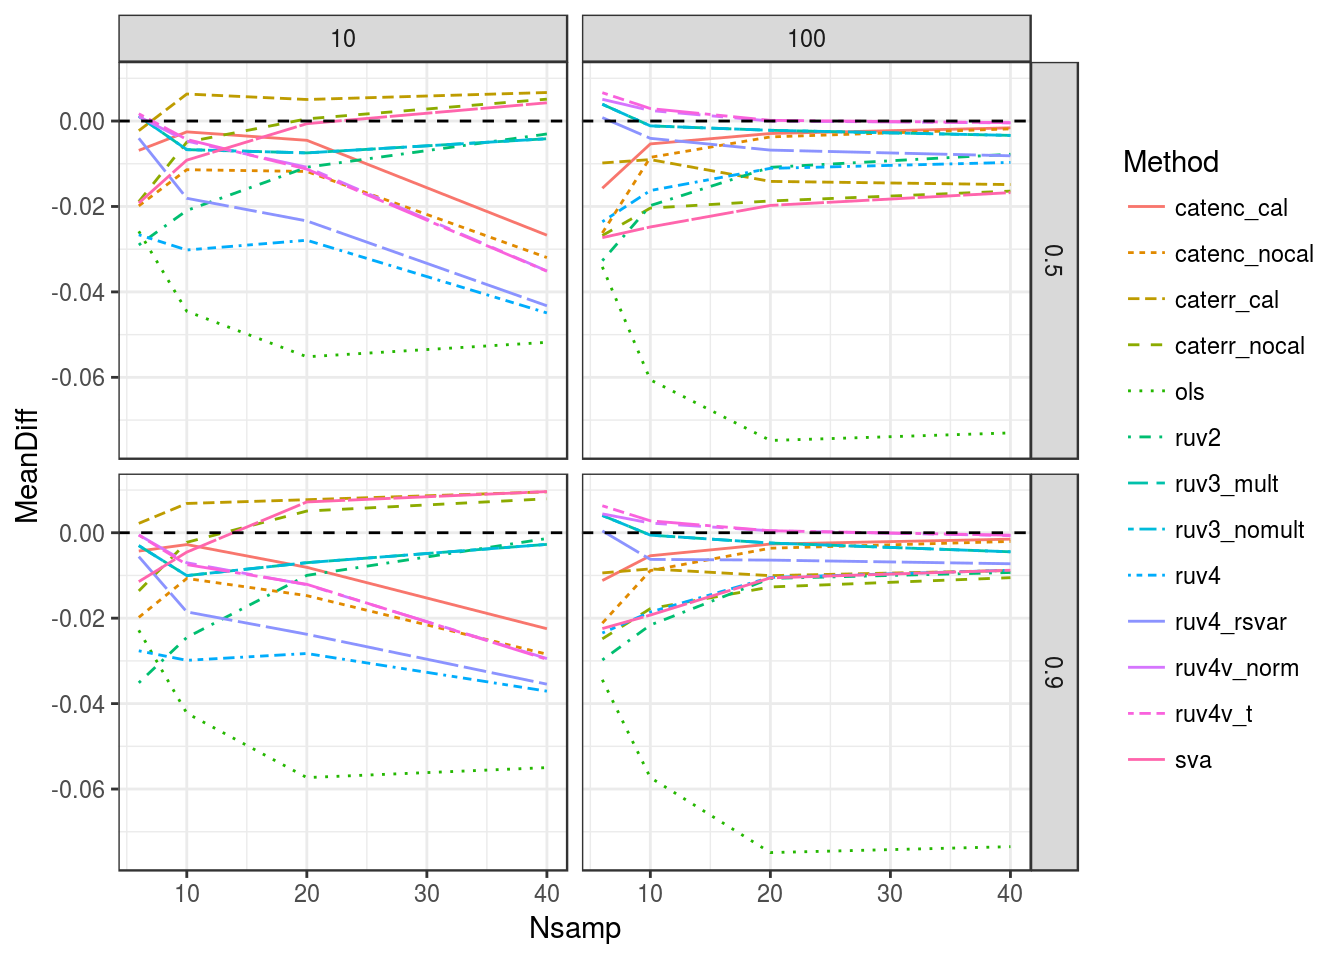 10
100
0.00
-0.02
-0.04
-0.06
0.5
0.00
-0.02
-0.04
-0.06
0.9
10
20
30
40
10
20
30
40
Nsamp
MeanDiff
Method
catenc_cal
catenc_nocal
caterr_cal
caterr_nocal
ols
ruv2
ruv3_mult
ruv3_nomult
ruv4
ruv4_rsvar
ruv4v_norm
ruv4v_t
sva